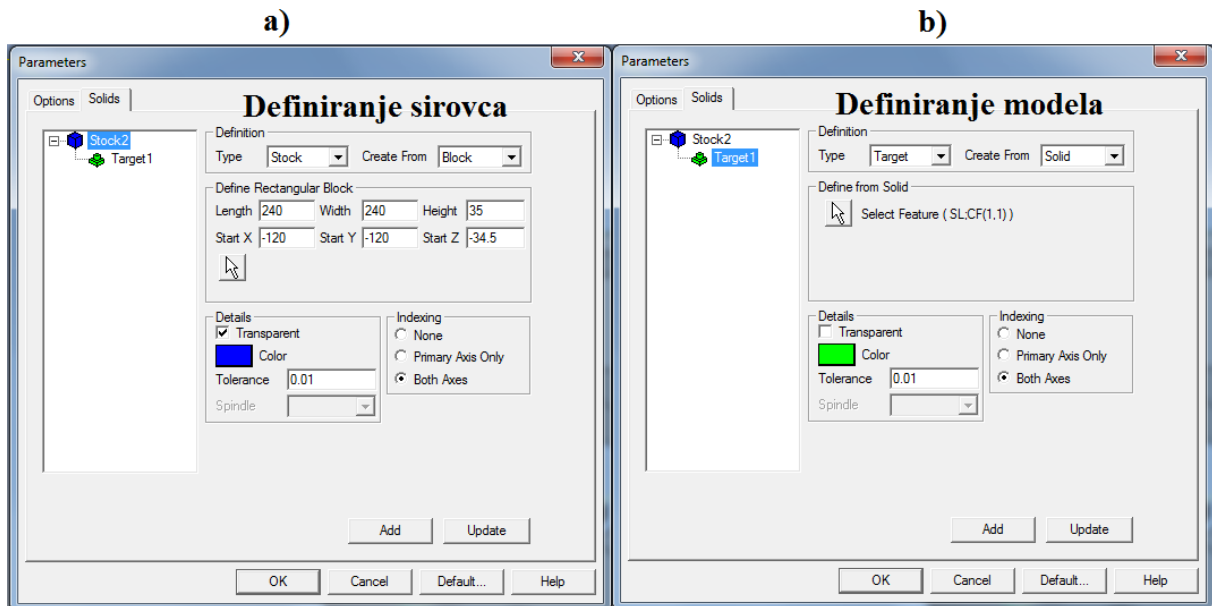 a)
Parameters
Options Solids
Definiranje sirovca
Stock2
Target1
Definition
Type Stock Create From Block
Define Rectangular Block
Length 240 Width 240 Height 35
Start X -120 Start Y -120 Start Z -34.5
Details
Transparent
Color
Tolerance 0.01
Spindle
Indexing
None
Primary Axis Only
Both Axes
Add Update
OK Cancel Default... Help
b)
Parameters
Options Solids
Definiranje modela
Stock2
Target1
Definition
Type Target Create From Solid
Define from Solid
Select Feature ( SL;CF(1,1) )
Details
Transparent
Color
Tolerance 0.01
Spindle
Indexing
None
Primary Axis Only
Both Axes
Add Update
OK Cancel Default... Help